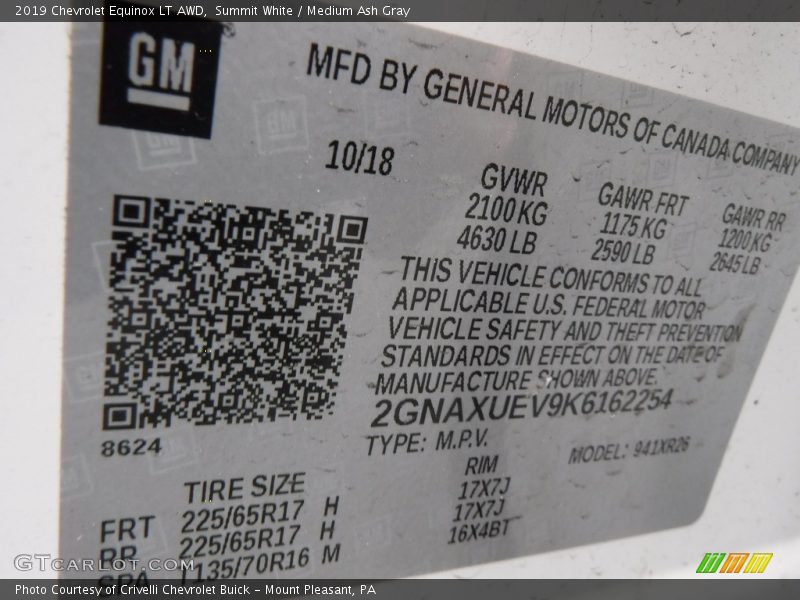 2019 Chevrolet Equinox LT AWD, Summit White / Medium Ash Gray
GM
MFD BY GENERAL MOTORS OF CANADA COMPANY
10/18
GVWR GAWR FRT GAWR RR
2100 KG 1175 KG 1200 KG
4630 LB 2590 LB 2645 LB
THIS VEHICLE CONFORMS TO ALL
APPLICABLE U.S. FEDERAL MOTOR
VEHICLE SAFETY AND THEFT PREVENTION
STANDARDS IN EFFECT ON THE DATE OF
MANUFACTURE SHOWN ABOVE.
2GNAXUEV9K6162254
8624
TYPE: M.P.V. MODEL: 941XR26
TIRE SIZE RIM
FRT 225/65R17 H 17X7J
RR 225/65R17 H 17X7J
SPA T135/70R16 M 16X4BT
GTCARLOT.COM
Photo Courtesy of Crivelli Chevrolet Buick – Mount Pleasant, PA